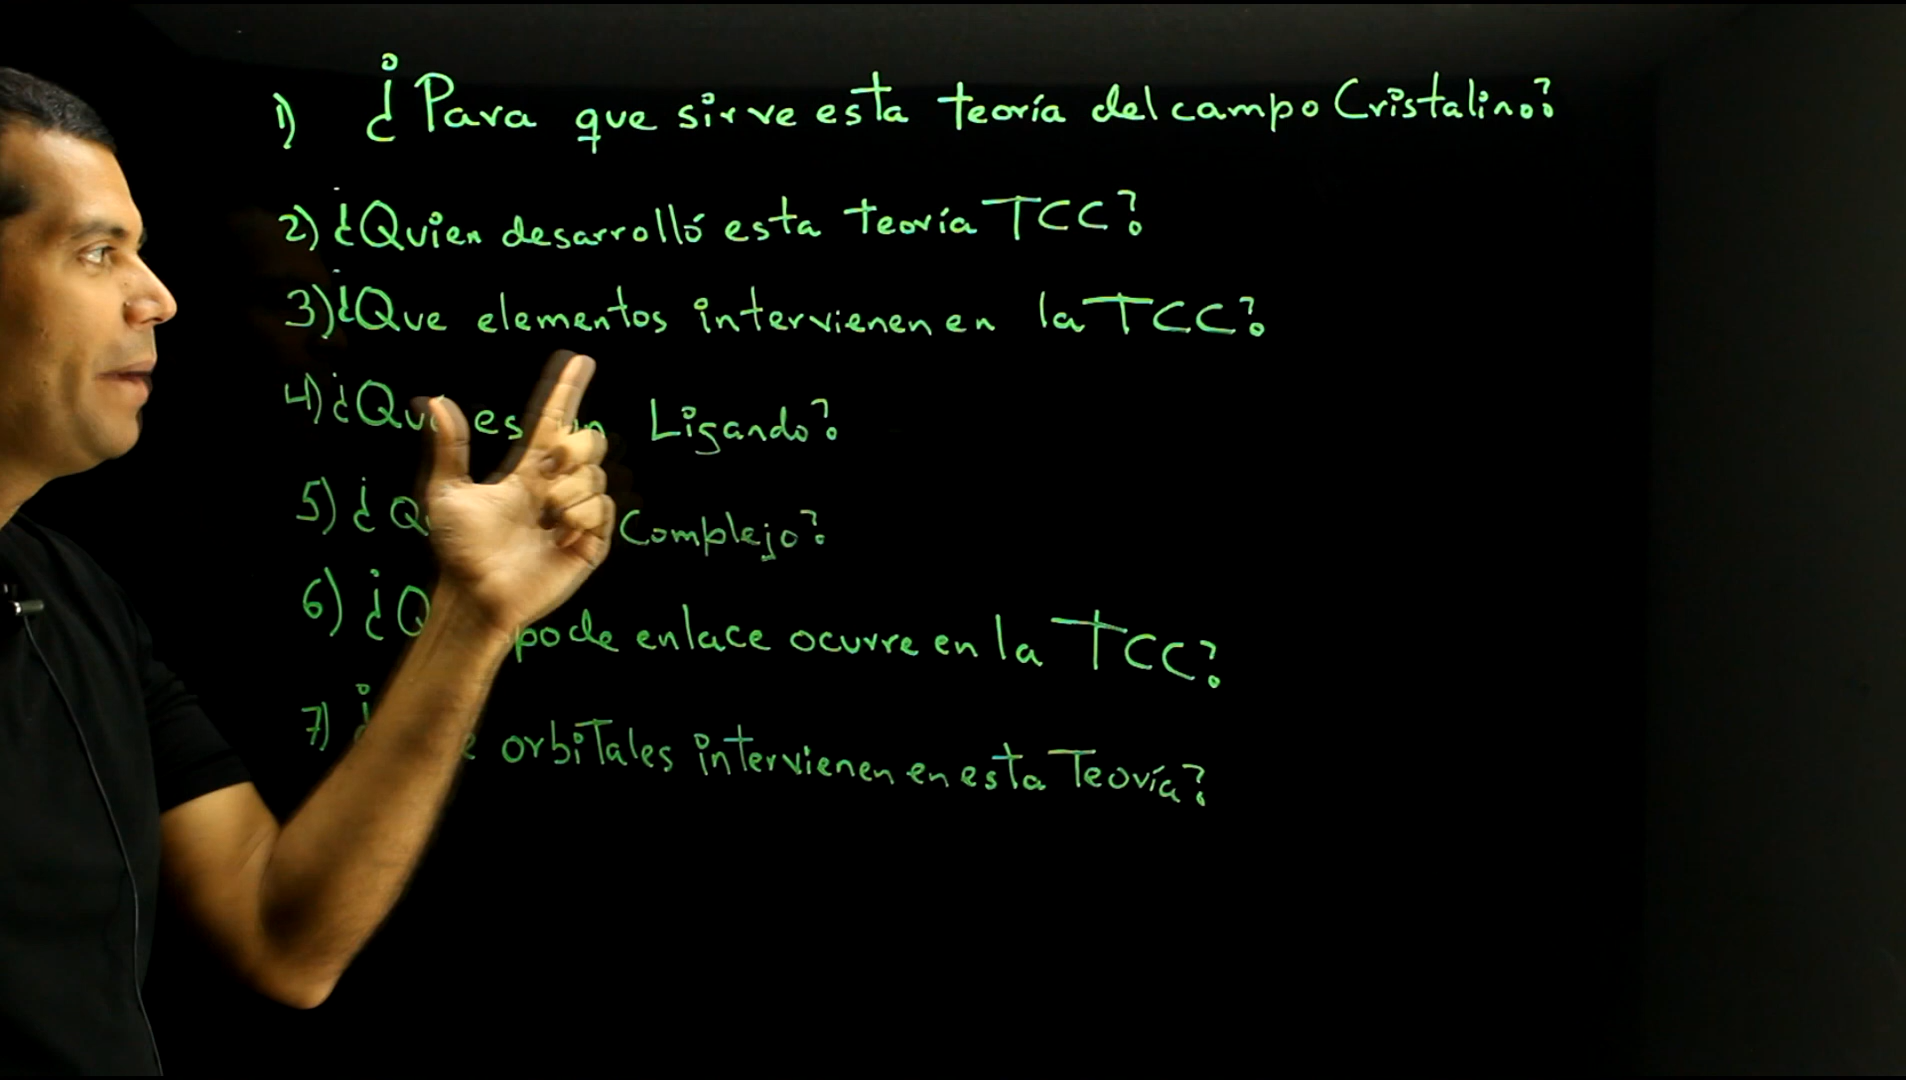 1) ¿Para que sirve esta teoría del campo Cristalino?
2) ¿Quien desarrolló esta teoría TCC?
3) ¿Que elementos intervienen en la TCC?
4) ¿Que es un Ligando?
5) ¿ Complejo?
6) ¿ de enlace ocurre en la TCC?
7) ¿ orbitales intervienen en esta Teoría?